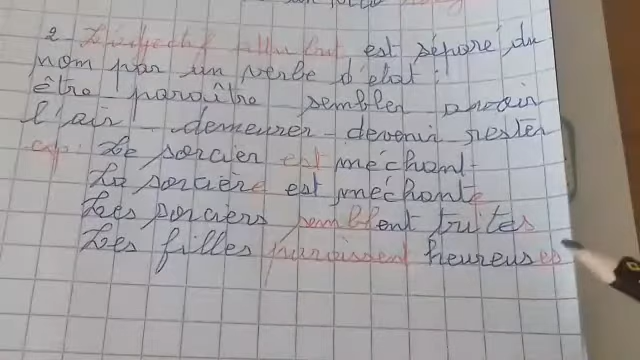 2. L'adjectif attribut est séparé du
nom par un verbe d'état :
être - paraître - sembler - avoir
l'air - demeurer - devenir - rester
Le sorcier est méchant.
La sorcière est méchante
Les sorciers semblent tristes
Les filles paraissent heureuses